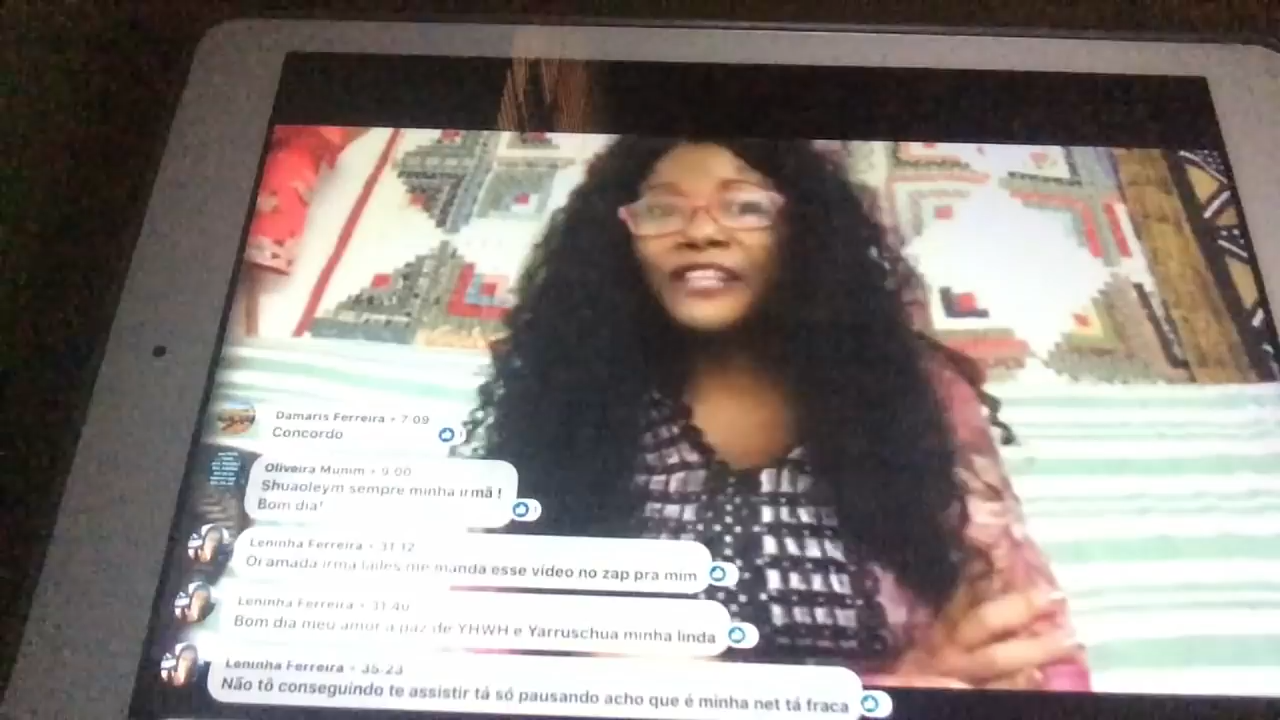 Damaris Ferreira • 7:09
Concordo
Oliveira Munim • 9:00
Shuaoleym sempre minha irmã !
Bom dia!
Leninha Ferreira • 31:12
Oi amada irmã me manda esse vídeo no zap pra mim
Leninha Ferreira • 31:40
Bom dia meu amor a paz de YHWH e Yarruschua minha linda
Leninha Ferreira • 35:23
Não tô conseguindo te assistir tá só pausando acho que é minha net tá fraca